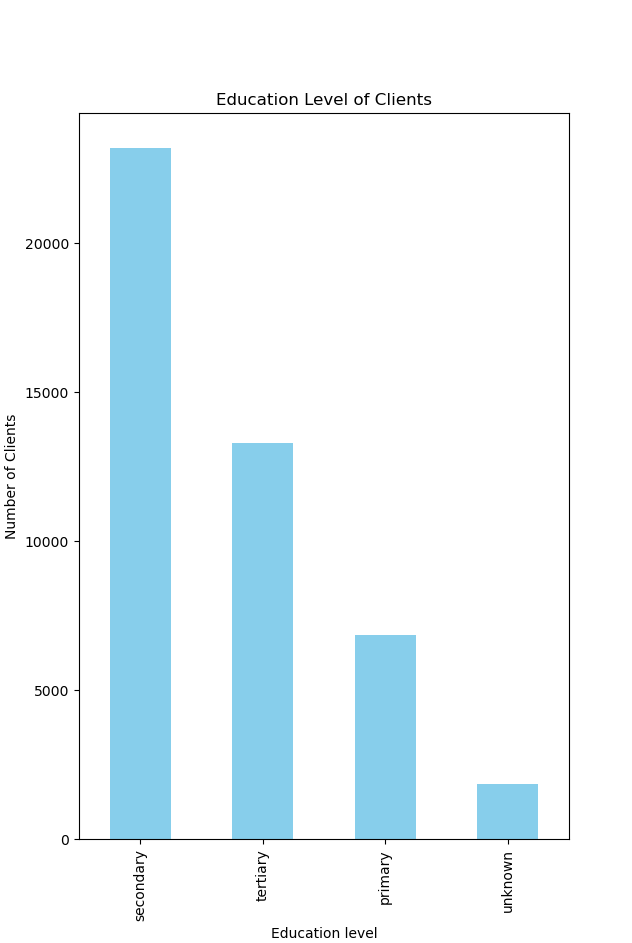 Education Level of Clients
20000
15000
10000
5000
0
Number of Clients
secondary
tertiary
primary
unknown
Education level